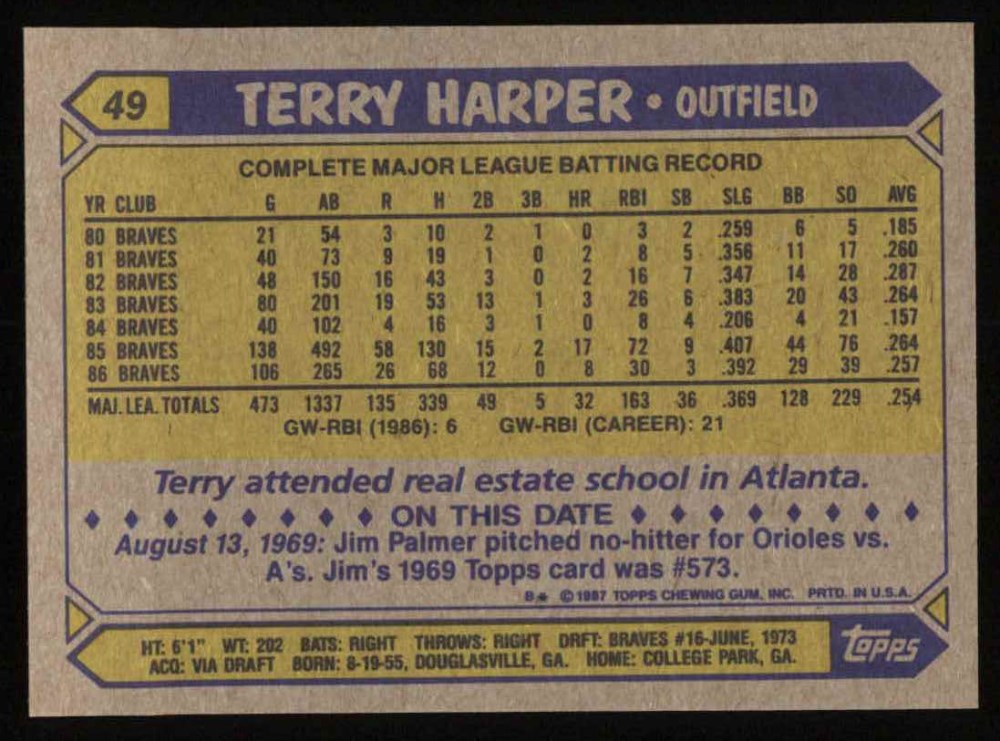 49 TERRY HARPER • OUTFIELD
COMPLETE MAJOR LEAGUE BATTING RECORD
YR CLUB G AB R H 2B 3B HR RBI SB SLG BB SO AVG
80 BRAVES 21 54 3 10 2 1 0 3 2 .259 6 5 .185
81 BRAVES 40 73 9 19 1 0 2 8 5 .356 11 17 .260
82 BRAVES 48 150 16 43 3 0 2 16 7 .347 14 28 .287
83 BRAVES 80 201 19 53 13 1 3 26 6 .383 20 43 .264
84 BRAVES 40 102 4 16 3 1 0 8 4 .206 4 21 .157
85 BRAVES 138 492 58 130 15 2 17 72 9 .407 44 76 .264
86 BRAVES 106 265 26 68 12 0 8 30 3 .392 29 39 .257
MAJ. LEA. TOTALS 473 1337 135 339 49 5 32 163 36 .369 128 229 .254
GW-RBI (1986): 6 GW-RBI (CAREER): 21
Terry attended real estate school in Atlanta.
♦ ♦ ♦ ♦ ♦ ♦ ♦ ♦ ON THIS DATE ♦ ♦ ♦ ♦ ♦ ♦ ♦ ♦
August 13, 1969: Jim Palmer pitched no-hitter for Orioles vs.
A's. Jim's 1969 Topps card was #573.
B* ©1987 TOPPS CHEWING GUM, INC. PRTD. IN U.S.A.
HT: 6'1" WT: 202 BATS: RIGHT THROWS: RIGHT DRFT: BRAVES #16-JUNE, 1973
ACQ: VIA DRAFT BORN: 8-19-55, DOUGLASVILLE, GA. HOME: COLLEGE PARK, GA.
Topps